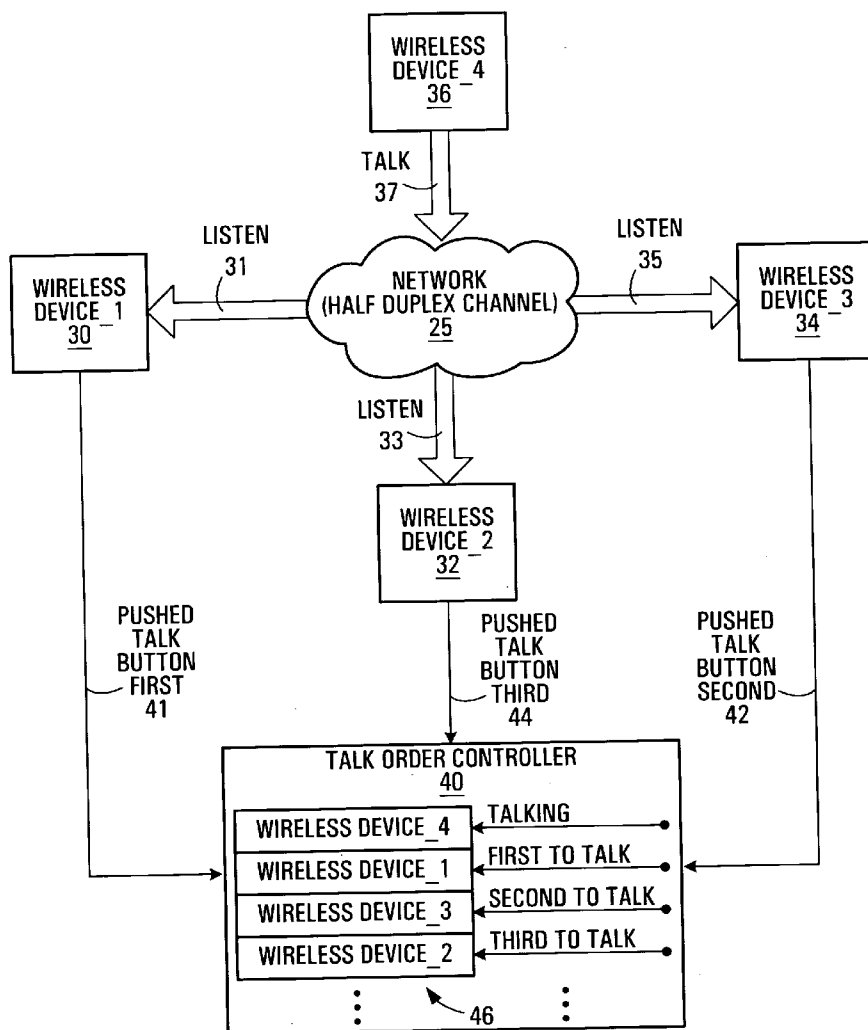 WIRELESS
DEVICE_4
36
TALK
37
LISTEN
31
LISTEN
35
WIRELESS
DEVICE_1
30
NETWORK
(HALF DUPLEX CHANNEL)
25
WIRELESS
DEVICE_3
34
LISTEN
33
WIRELESS
DEVICE_2
32
PUSHED
TALK
BUTTON
FIRST
41
PUSHED
TALK
BUTTON
THIRD
44
PUSHED
TALK
BUTTON
SECOND
42
TALK ORDER CONTROLLER
40
WIRELESS DEVICE_4
TALKING
WIRELESS DEVICE_1
FIRST TO TALK
WIRELESS DEVICE_3
SECOND TO TALK
WIRELESS DEVICE_2
THIRD TO TALK
46